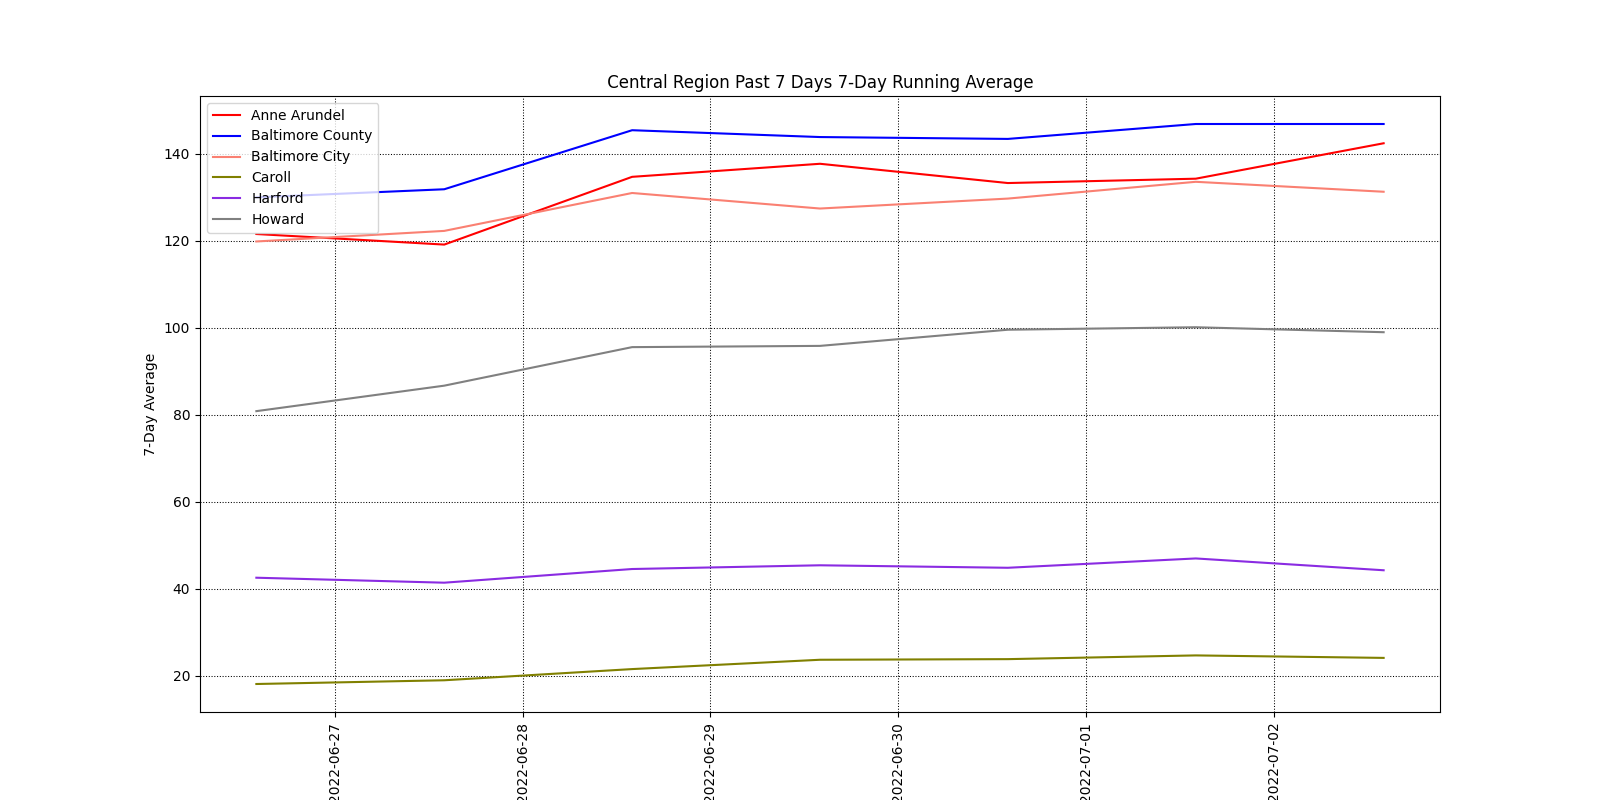 Central Region Past 7 Days 7-Day Running Average
Anne Arundel
Baltimore County
Baltimore City
Caroll
Harford
Howard
140
120
100
80
60
40
20
7-Day Average
2022-06-27
2022-06-28
2022-06-29
2022-06-30
2022-07-01
2022-07-02